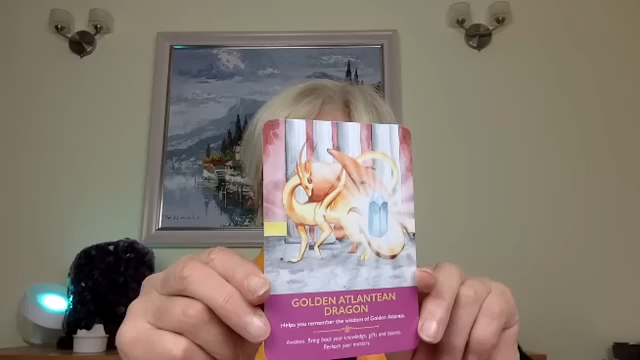 GOLDEN ATLANTEAN
DRAGON
Helps you remember the wisdom of Golden Atlantis.
Awakens. Bring back your knowledge, gifts and talents.
Reclaim your mastery.